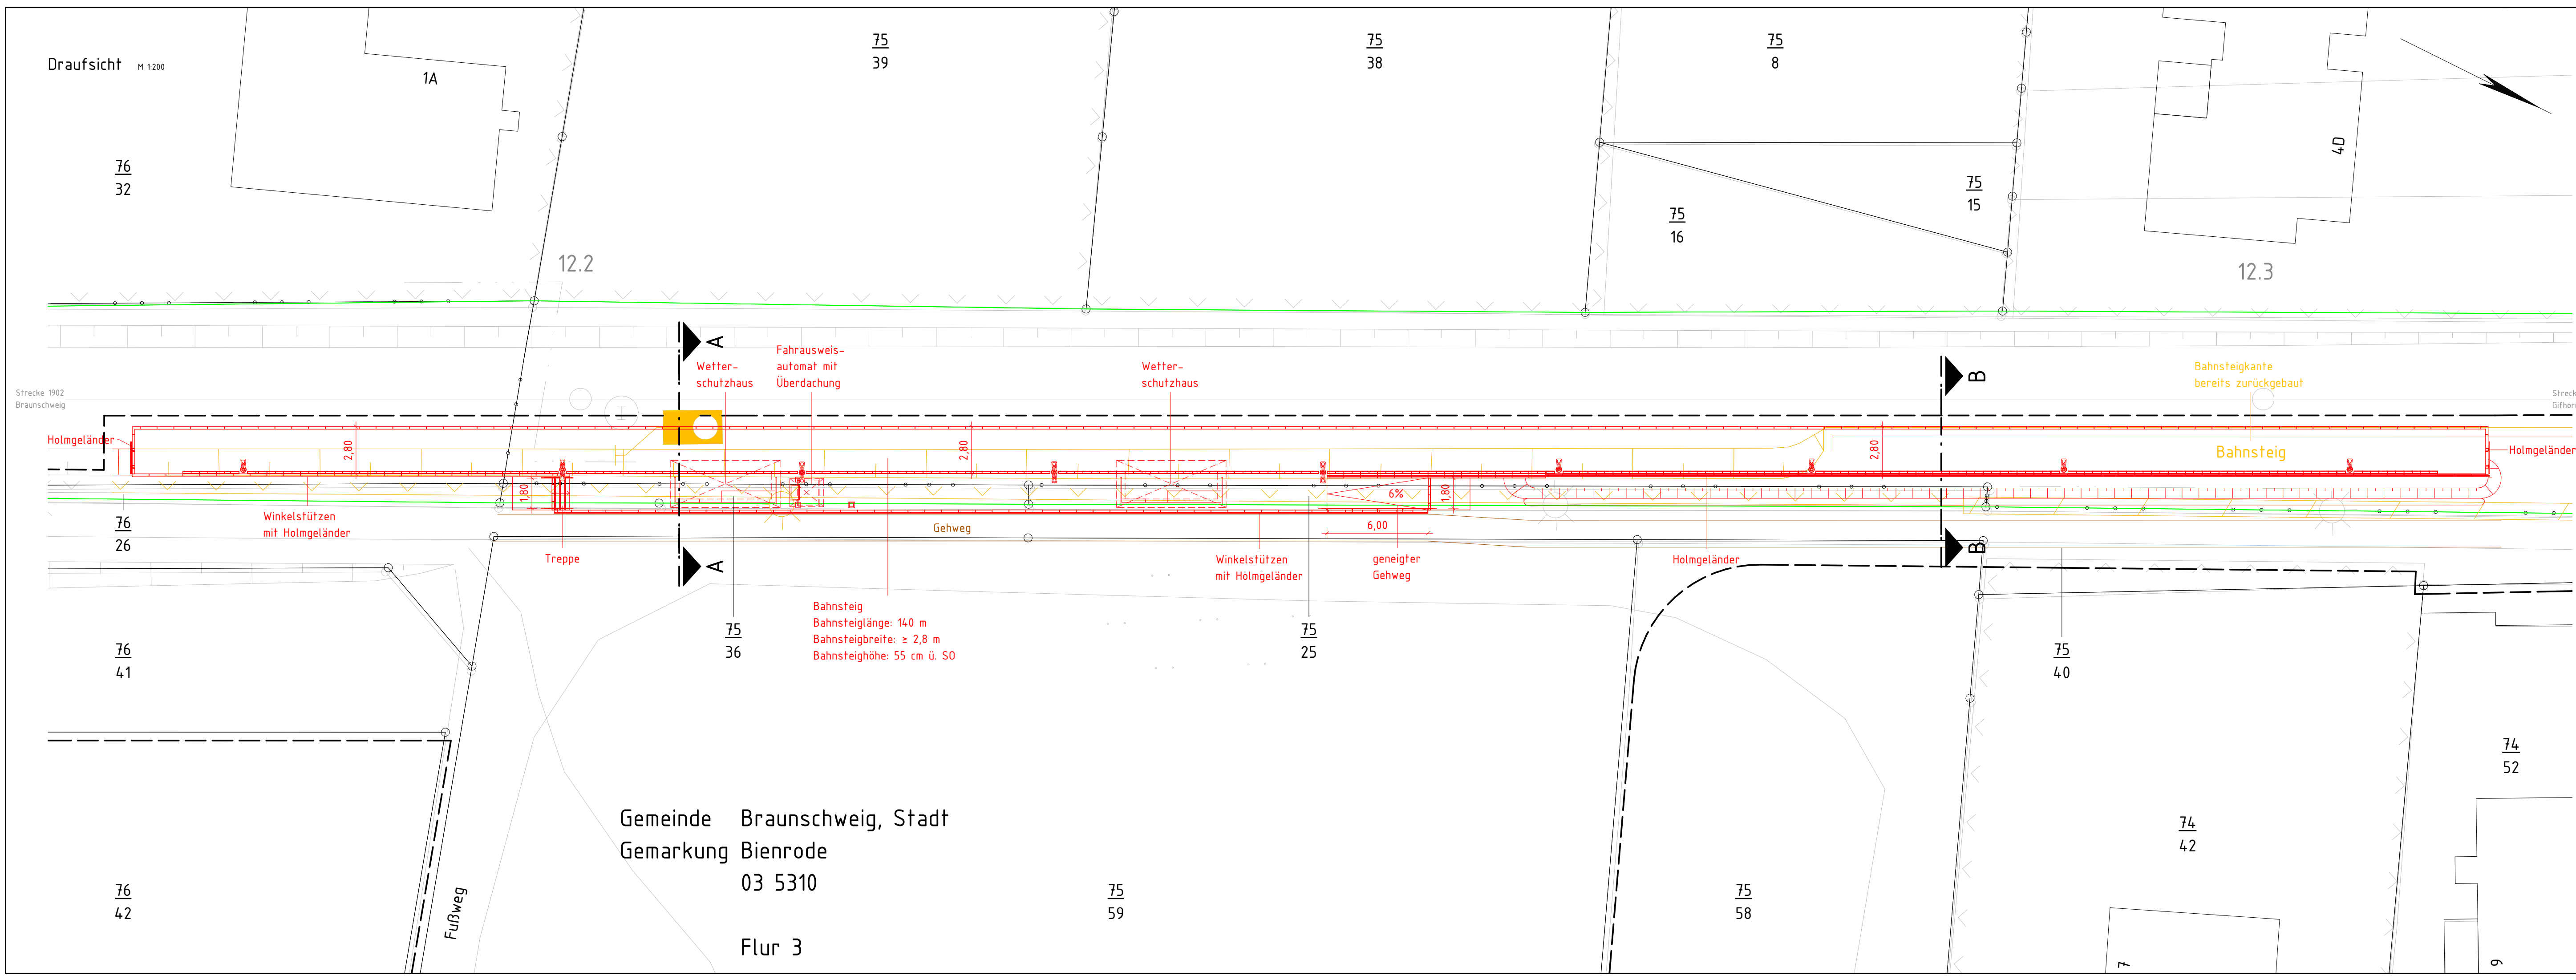 Draufsicht M 1:200
1A
75
39
75
38
75
8
4D
76
32
75
15
75
16
12.2
12.3
A
B
Wetter-
schutzhaus
Fahrausweis-
automat mit
Überdachung
Wetter-
schutzhaus
Bahnsteigkante
bereits zurückgebaut
Strecke 1902
Braunschweig
Streck
Gifhor
Holmgeländer
2,80
2,80
2,80
Bahnsteig
Holmgeländer
1,80
6%
1,80
6,00
76
26
Winkelstützen
mit Holmgeländer
Gehweg
Treppe
A
B
Winkelstützen
mit Holmgeländer
geneigter
Gehweg
Holmgeländer
Bahnsteig
Bahnsteiglänge: 140 m
Bahnsteigbreite: ≥ 2,8 m
Bahnsteighöhe: 55 cm ü. SO
75
36
75
25
76
41
75
40
74
52
74
42
Gemeinde Braunschweig, Stadt
Gemarkung Bienrode
03 5310
Flur 3
76
42
Fußweg
75
59
75
58
7
9